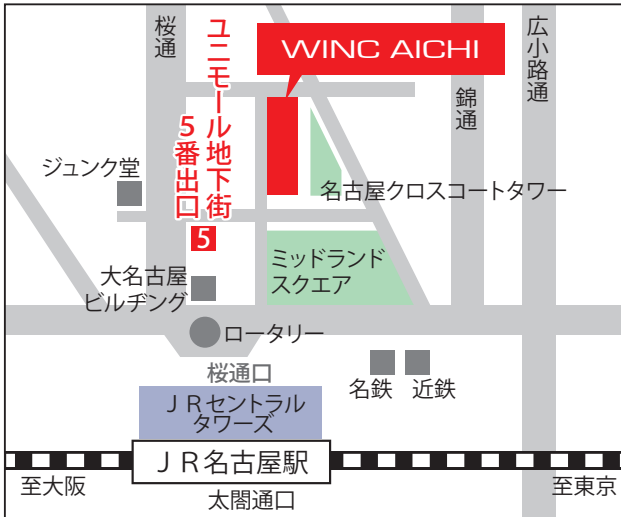 桜通
ユニモール地下街
5番出口
WINC AICHI
広小路通
錦通
ジュンク堂
名古屋クロスコートタワー
5
大名古屋
ビルヂング
ミッドランド
スクエア
ロータリー
桜通口
名鉄
近鉄
JRセントラル
タワーズ
JR名古屋駅
至大阪
至東京
太閤通口